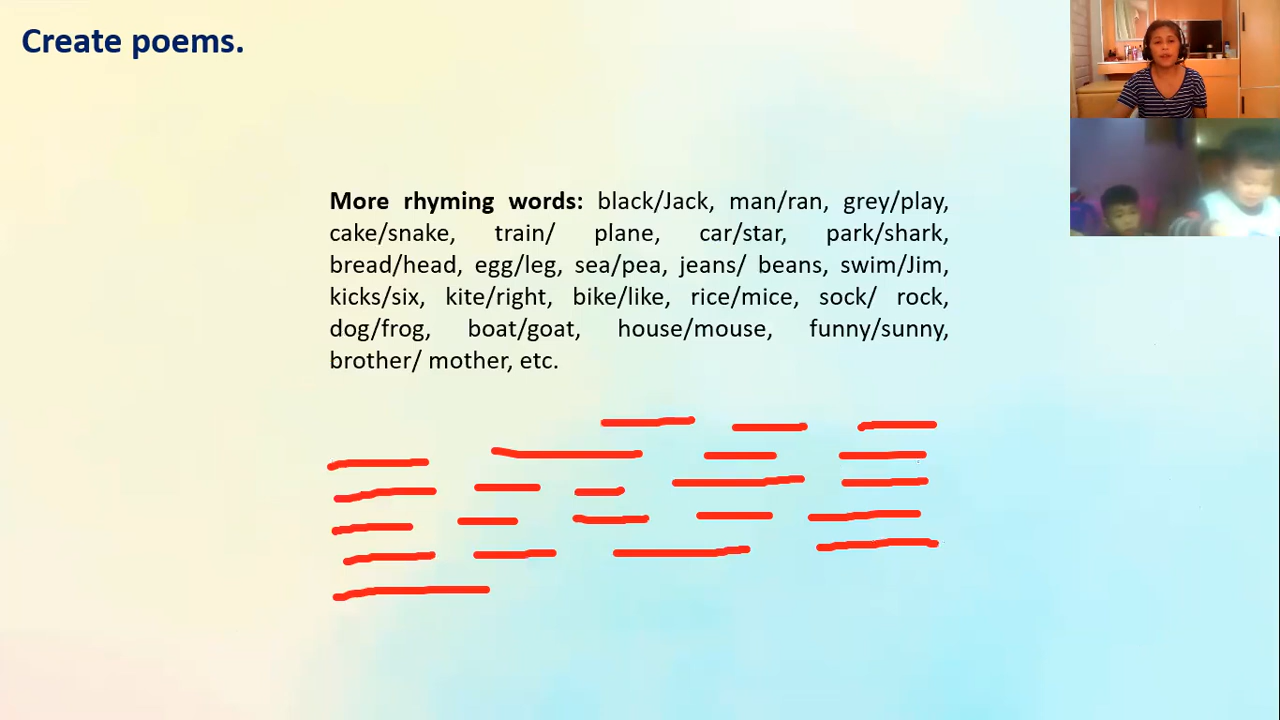 Create poems.
More rhyming words: black/Jack, man/ran, grey/play,
cake/snake, train/ plane, car/star, park/shark,
bread/head, egg/leg, sea/pea, jeans/ beans, swim/Jim,
kicks/six, kite/right, bike/like, rice/mice, sock/ rock,
dog/frog, boat/goat, house/mouse, funny/sunny,
brother/ mother, etc.